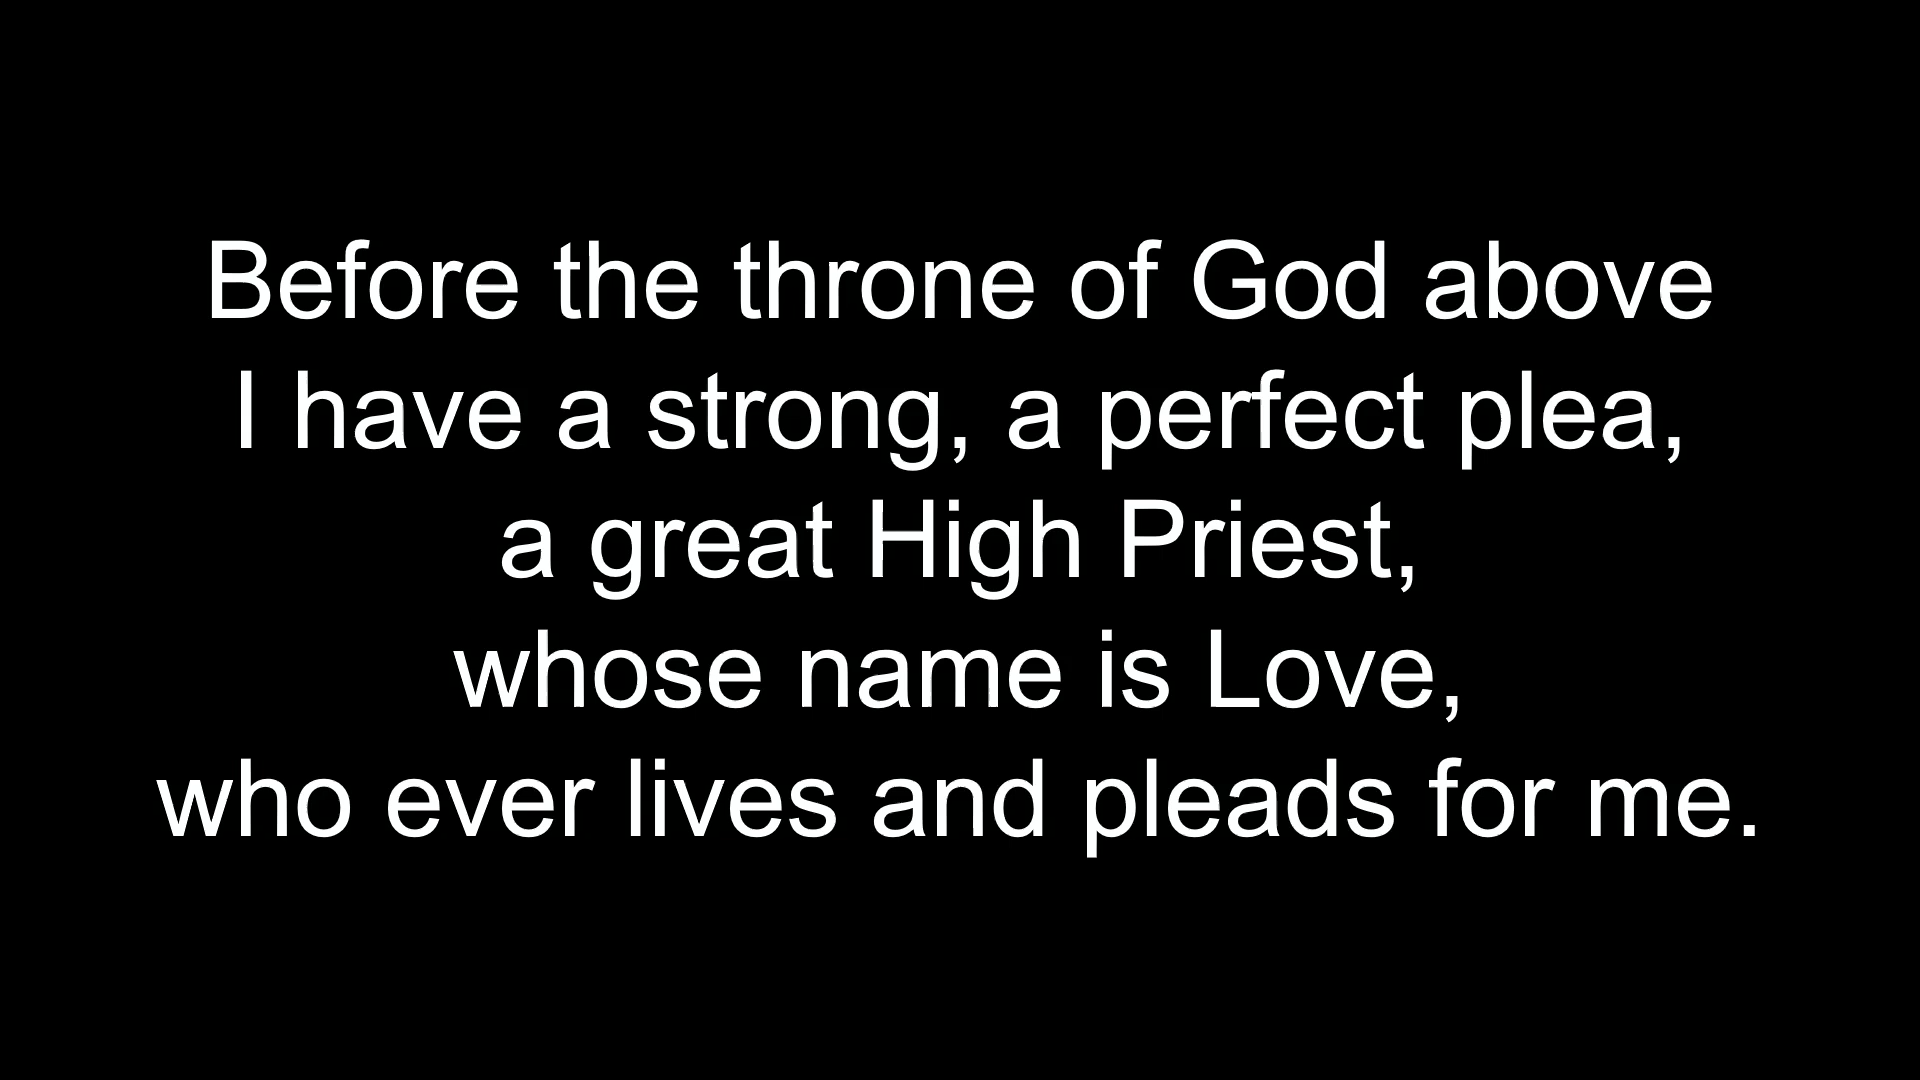 Before the throne of God above
I have a strong, a perfect plea,
a great High Priest,
whose name is Love,
who ever lives and pleads for me.